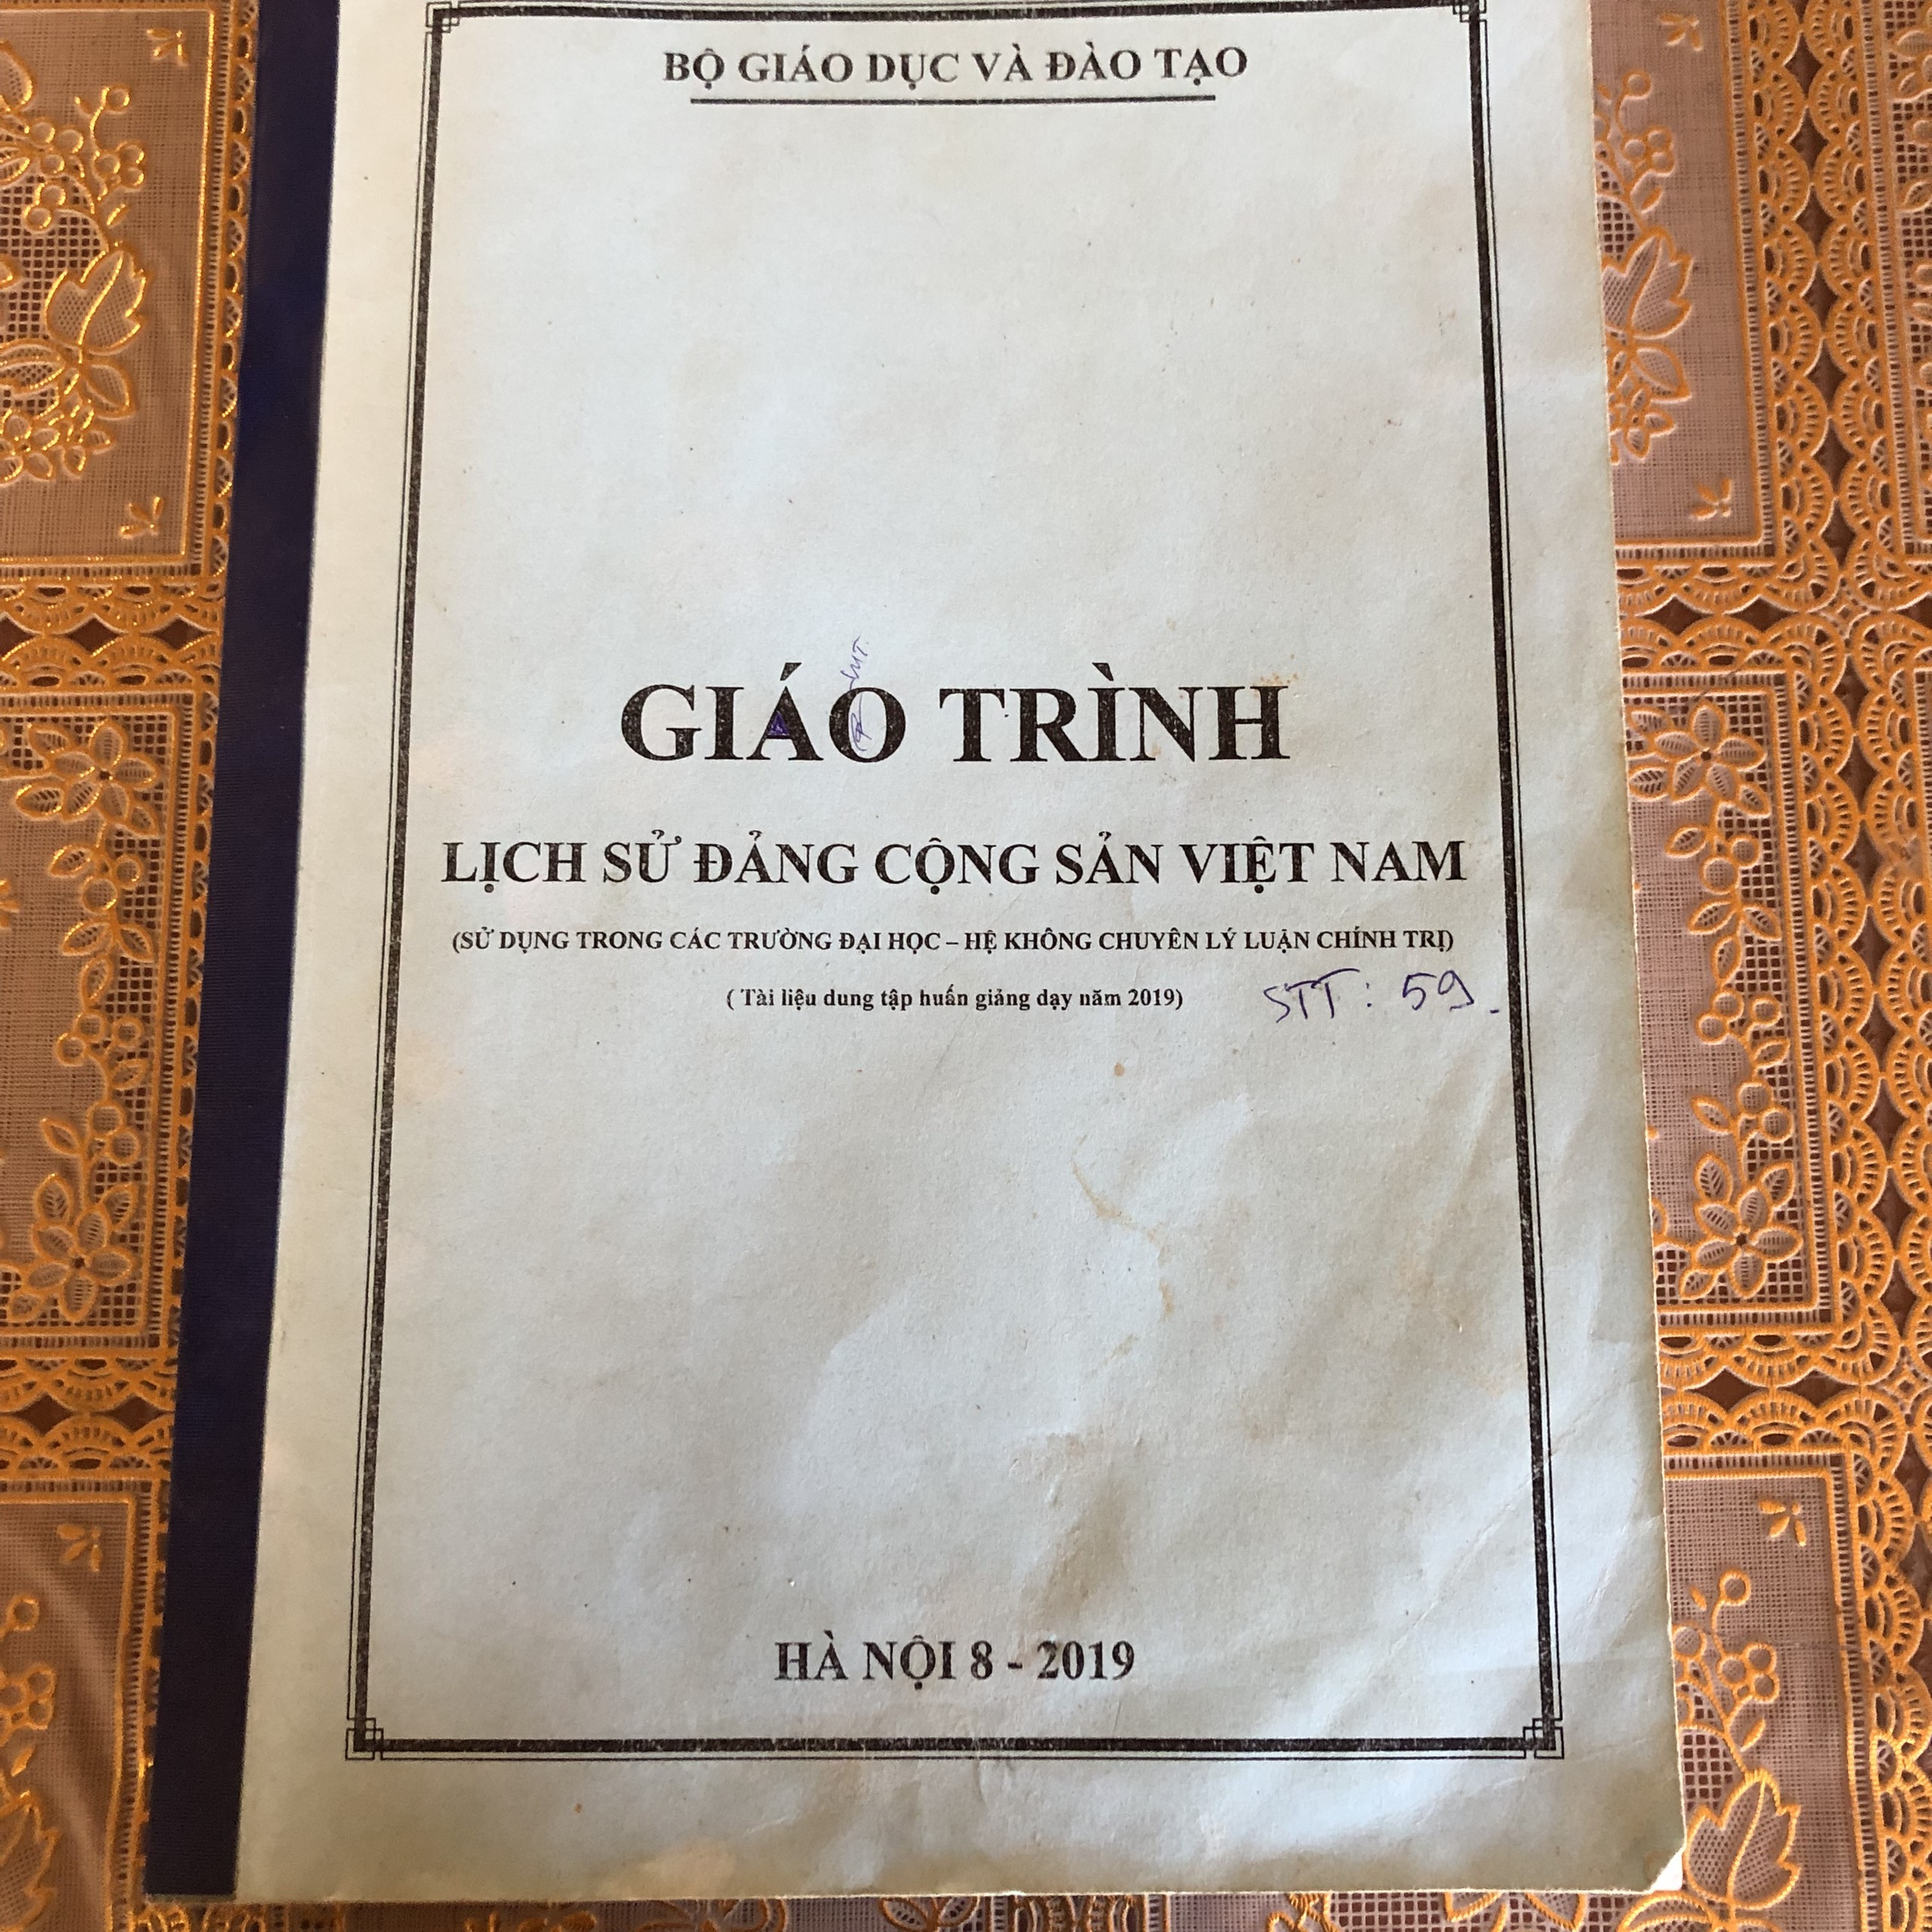 BỘ GIÁO DỤC VÀ ĐÀO TẠO
GIÁO TRÌNH
LỊCH SỬ ĐẢNG CỘNG SẢN VIỆT NAM
(SỬ DỤNG TRONG CÁC TRƯỜNG ĐẠI HỌC – HỆ KHÔNG CHUYÊN LÝ LUẬN CHÍNH TRỊ)
( Tài liệu dung tập huấn giảng dạy năm 2019)
STT : 59.
HÀ NỘI 8 - 2019